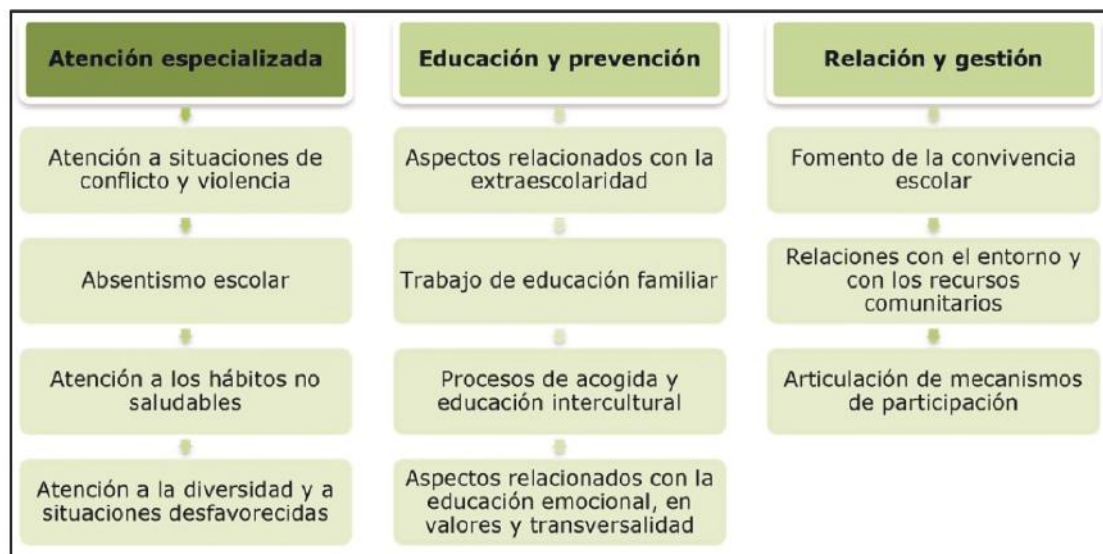 Atención especializada
Atención a situaciones de
conflicto y violencia
Absentismo escolar
Atención a los hábitos no
saludables
Atención a la diversidad y a
situaciones desfavorecidas
Educación y prevención
Aspectos relacionados con la
extraescolaridad
Trabajo de educación familiar
Procesos de acogida y
educación intercultural
Aspectos relacionados con la
educación emocional, en
valores y transversalidad
Relación y gestión
Fomento de la convivencia
escolar
Relaciones con el entorno y
con los recursos
comunitarios
Articulación de mecanismos
de participación